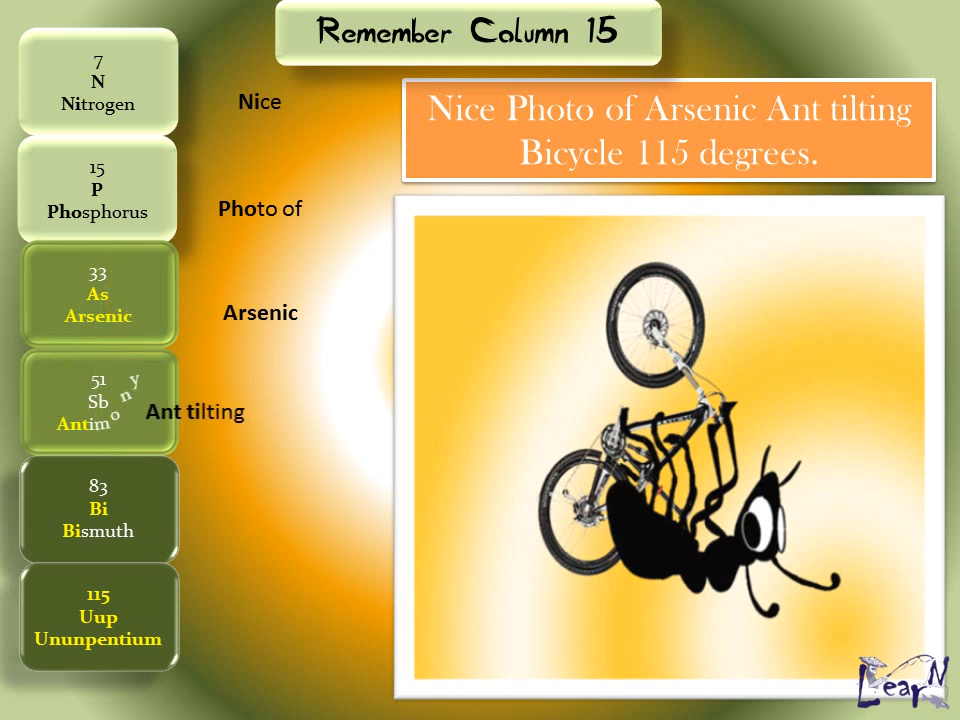 Remember Column 15
7
N
Nitrogen
Nice
15
P
Phosphorus
Photo of
33
As
Arsenic
Arsenic
51
Sb
Antimony
Ant tilting
83
Bi
Bismuth
115
Uup
Ununpentium
Nice Photo of Arsenic Ant tilting
Bicycle 115 degrees.
LearN